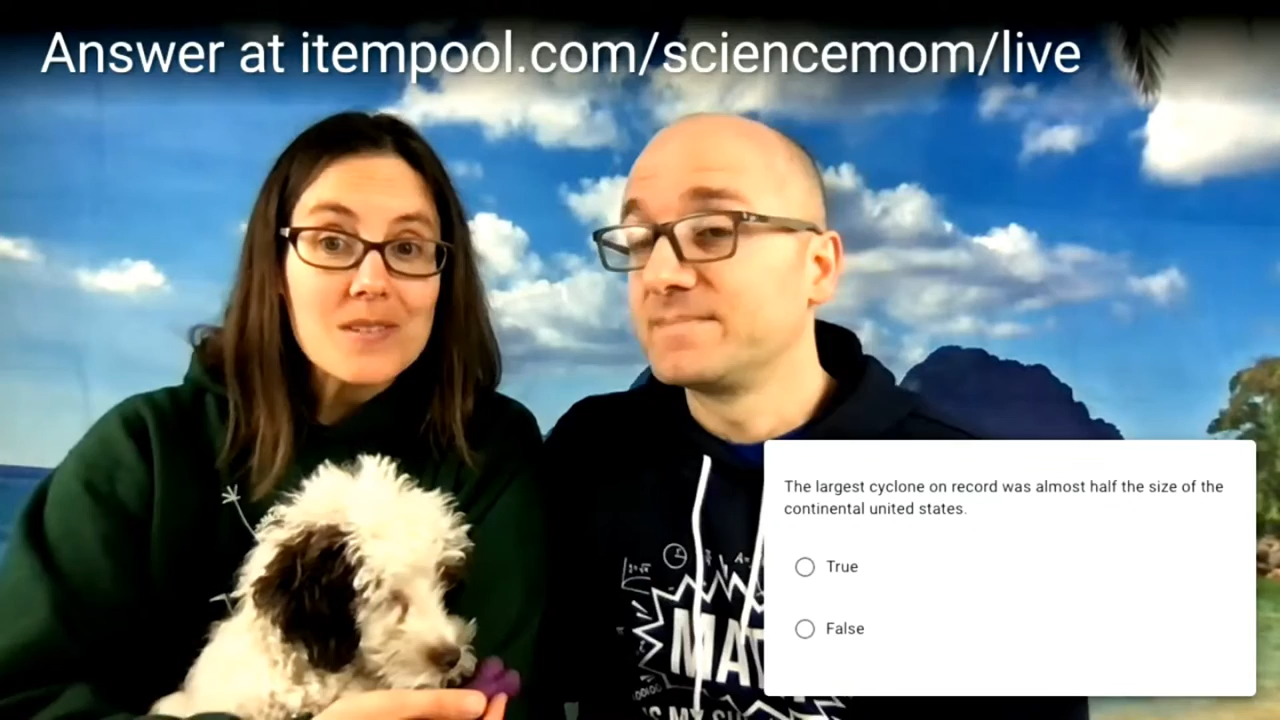 Answer at itempool.com/sciencemom/live
The largest cyclone on record was almost half the size of the
continental united states.
True
False
A=
MA